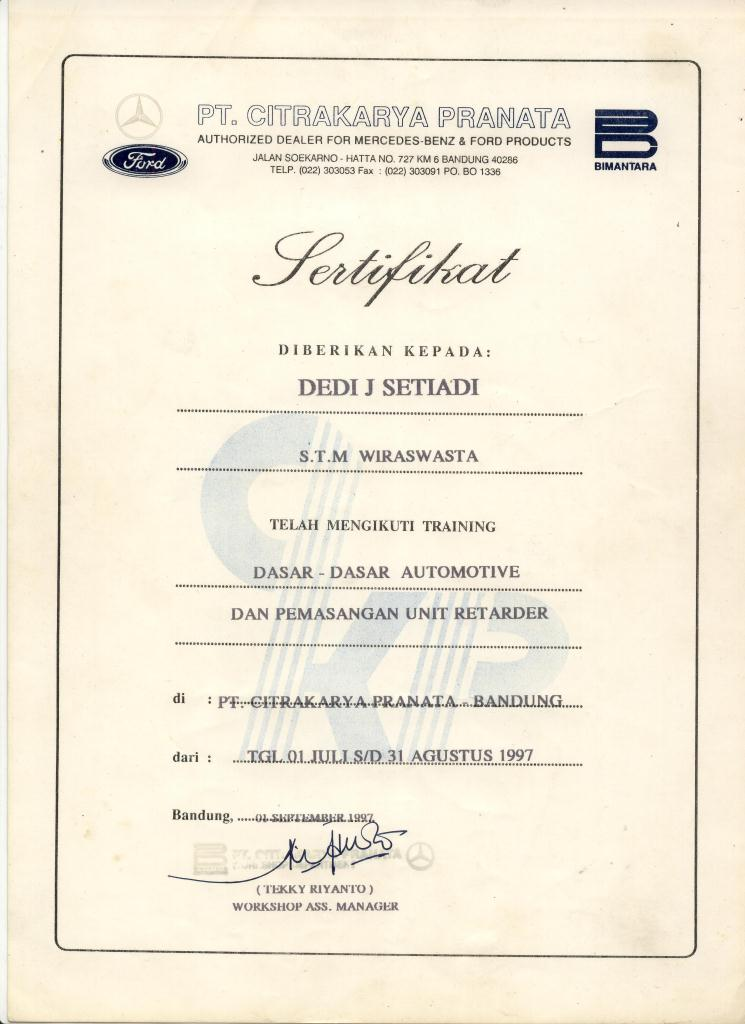 PT. CITRAKARYA PRANATA
AUTHORIZED DEALER FOR MERCEDES-BENZ & FORD PRODUCTS
JALAN SOEKARNO - HATTA NO. 727 KM 6 BANDUNG 40286
TELP. (022) 303053 Fax : (022) 303091 PO. BO 1336
Ford
BIMANTARA
Sertifikat
DIBERIKAN KEPADA:
DEDI J SETIADI
S.T.M WIRASWASTA
TELAH MENGIKUTI TRAINING
DASAR - DASAR AUTOMOTIVE
DAN PEMASANGAN UNIT RETARDER
di : PT. CITRAKARYA PRANATA - BANDUNG
dari : TGL 01 JULI S/D 31 AGUSTUS 1997
Bandung, 01 SEPTEMBER 1997
( TEKKY RIYANTO )
WORKSHOP ASS. MANAGER